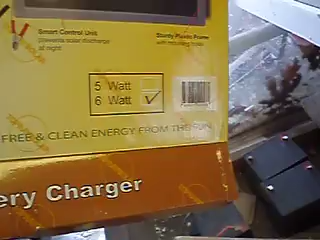 Smart Control Unit
prevents solar discharge
at night
Sturdy Plastic Frame
with mounting holes
5 Watt
6 Watt
FREE & CLEAN ENERGY FROM THE SUN
ery Charger